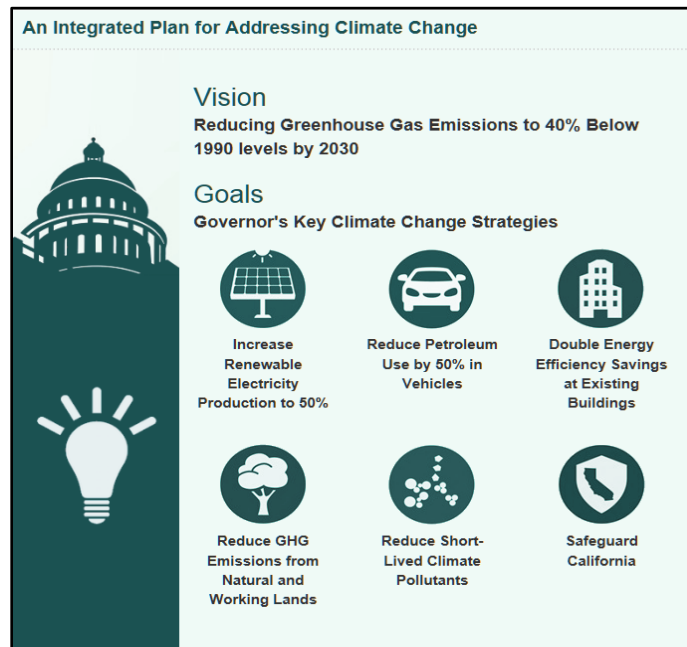 An Integrated Plan for Addressing Climate Change
Vision
Reducing Greenhouse Gas Emissions to 40% Below
1990 levels by 2030
Goals
Governor's Key Climate Change Strategies
Increase
Renewable
Electricity
Production to 50%
Reduce Petroleum
Use by 50% in
Vehicles
Double Energy
Efficiency Savings
at Existing
Buildings
Reduce GHG
Emissions from
Natural and
Working Lands
Reduce Short-
Lived Climate
Pollutants
Safeguard
California